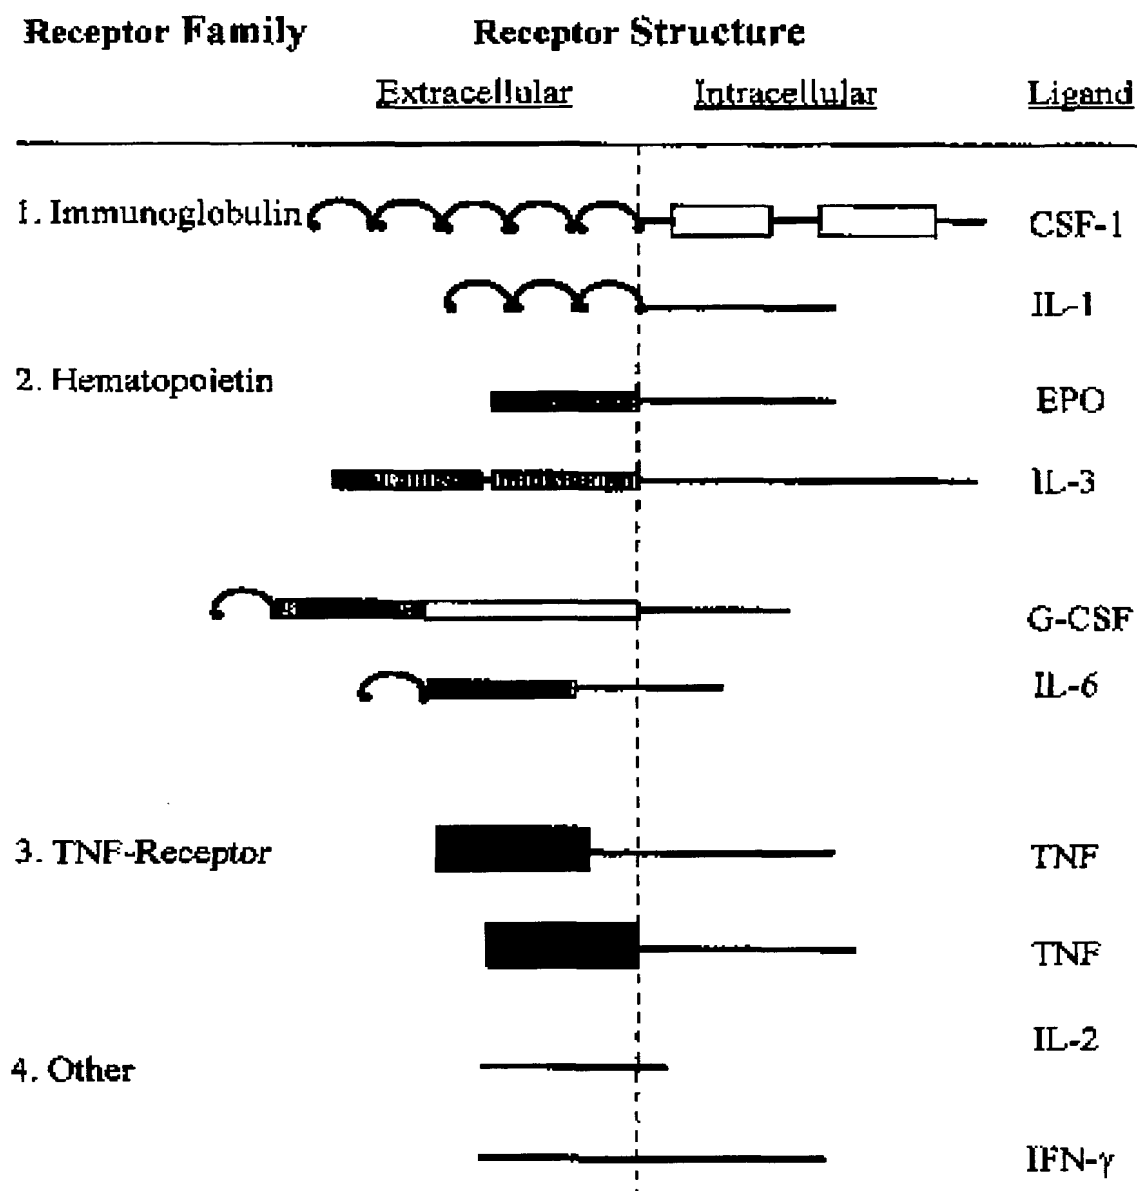 Receptor Family Receptor Structure
Extracellular Intracellular Ligand
1. Immunoglobulin CSF-1
IL-1
2. Hematopoietin EPO
IL-3
G-CSF
IL-6
3. TNF-Receptor TNF
TNF
IL-2
4. Other
IFN-γ